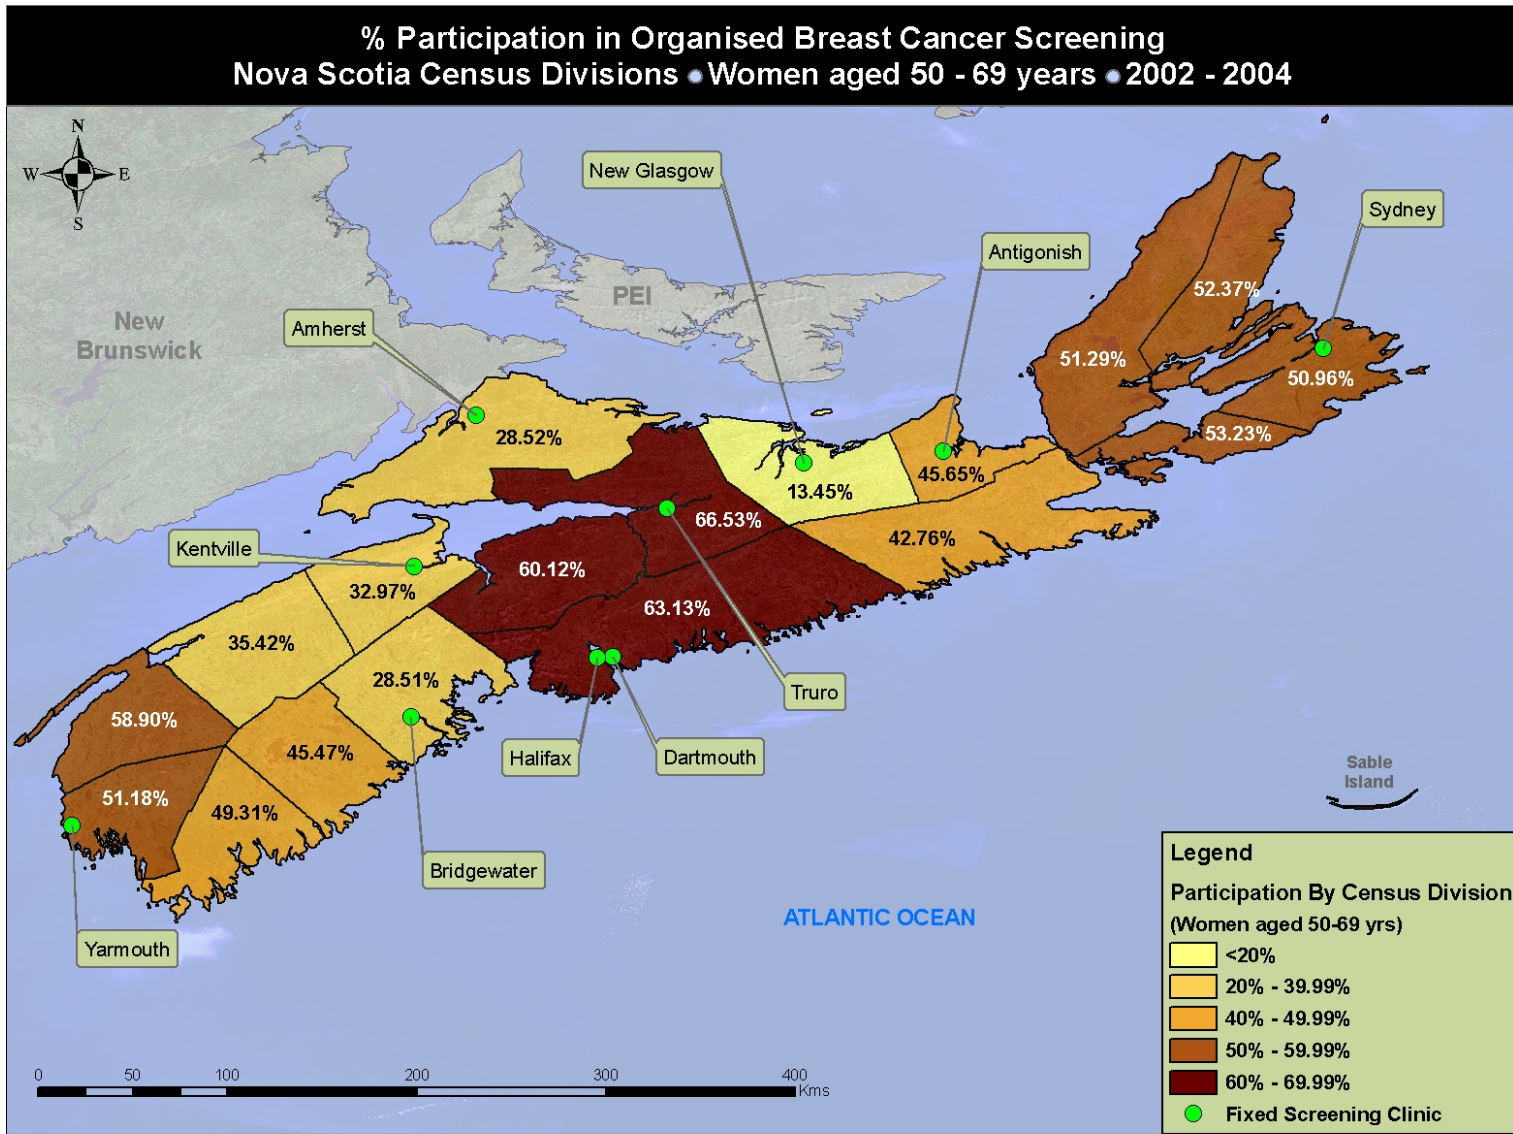 % Participation in Organised Breast Cancer Screening
Nova Scotia Census Divisions ● Women aged 50 - 69 years ● 2002 - 2004
N
W E
S
New Glasgow
Sydney
Antigonish
Amherst
PEI
New
Brunswick
52.37%
51.29%
50.96%
53.23%
28.52%
45.65%
13.45%
66.53%
42.76%
Kentville
60.12%
32.97%
63.13%
35.42%
28.51%
Truro
58.90%
45.47%
Halifax
Dartmouth
51.18%
49.31%
Sable
Island
Bridgewater
Yarmouth
ATLANTIC OCEAN
Legend
Participation By Census Division
(Women aged 50-69 yrs)
<20%
20% - 39.99%
40% - 49.99%
50% - 59.99%
60% - 69.99%
Fixed Screening Clinic
0 50 100 200 300 400
Kms